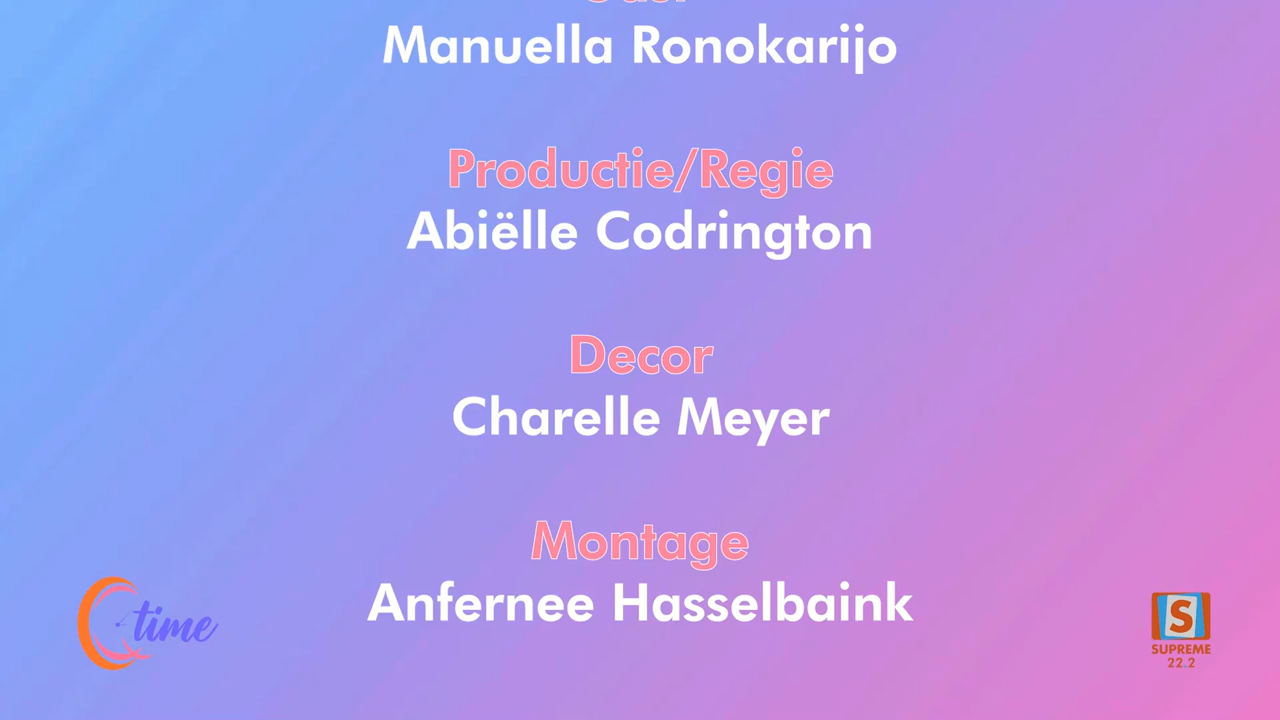 Manuella Ronokarijo
Productie/Regie
Abiëlle Codrington
Decor
Charelle Meyer
Montage
Anfernee Hasselbaink
time
S
SUPREME
22.2